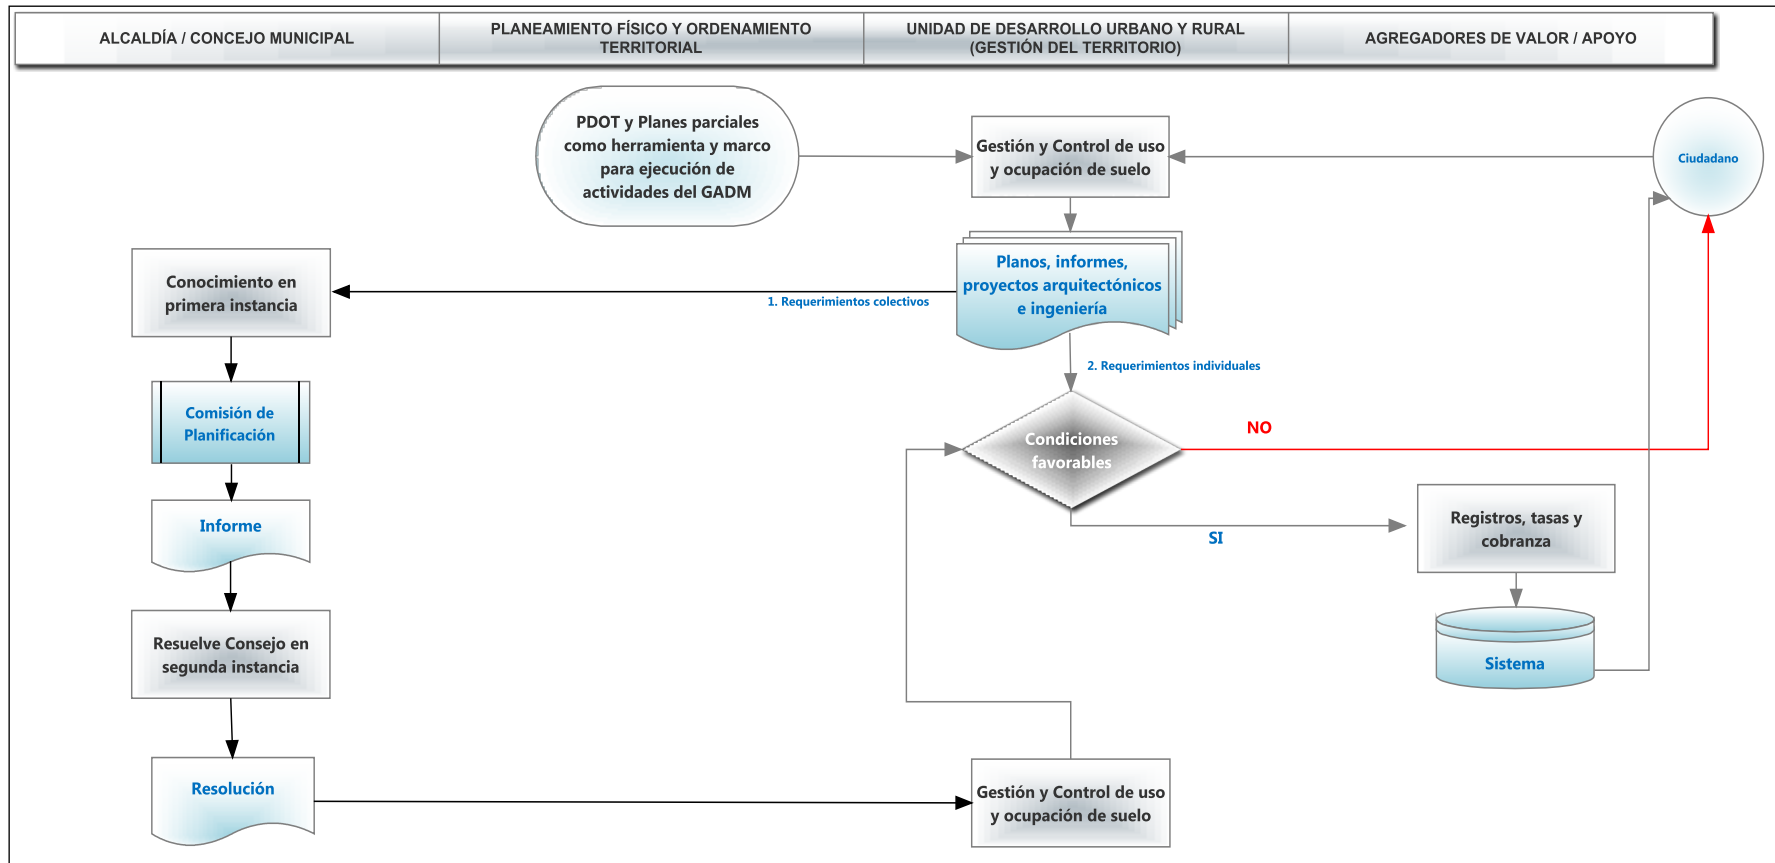 ALCALDÍA / CONCEJO MUNICIPAL
PLANEAMIENTO FÍSICO Y ORDENAMIENTO
TERRITORIAL
UNIDAD DE DESARROLLO URBANO Y RURAL
(GESTIÓN DEL TERRITORIO)
AGREGADORES DE VALOR / APOYO
PDOT y Planes parciales
como herramienta y marco
para ejecución de
actividades del GADM
Gestión y Control de uso
y ocupación de suelo
Ciudadano
Planos, informes,
proyectos arquitectónicos
e ingeniería
1. Requerimientos colectivos
Conocimiento en
primera instancia
2. Requerimientos individuales
Comisión de
Planificación
Condiciones
favorables
NO
SI
Informe
Registros, tasas y
cobranza
Resuelve Consejo en
segunda instancia
Sistema
Resolución
Gestión y Control de uso
y ocupación de suelo